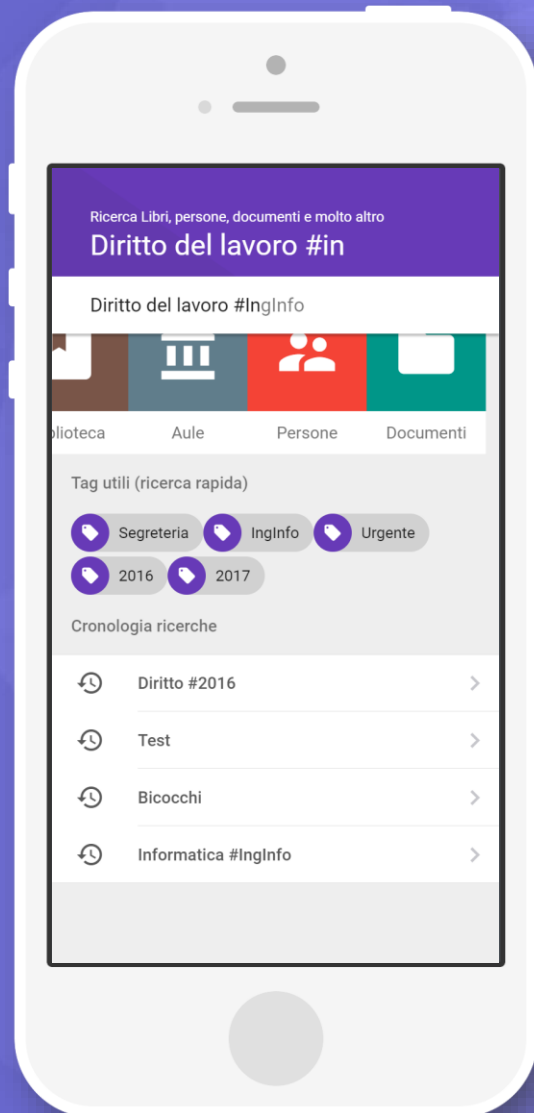 Ricerca Libri, persone, documenti e molto altro
Diritto del lavoro #in
Diritto del lavoro #IngInfo
blioteca Aule Persone Documenti
Tag utili (ricerca rapida)
Segreteria IngInfo Urgente
2016 2017
Cronologia ricerche
Diritto #2016
Test
Bicocchi
Informatica #IngInfo